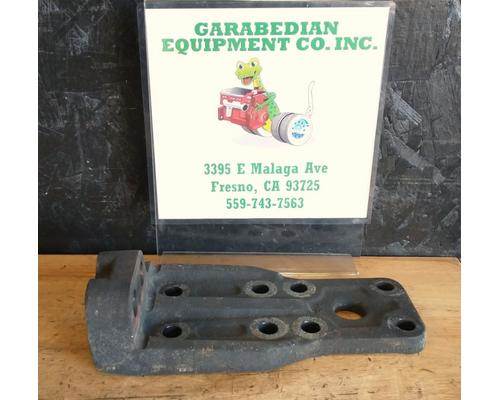 GARABEDIAN
EQUIPMENT CO. INC.
3395 E Malaga Ave
Fresno, CA 93725
559-743-7563